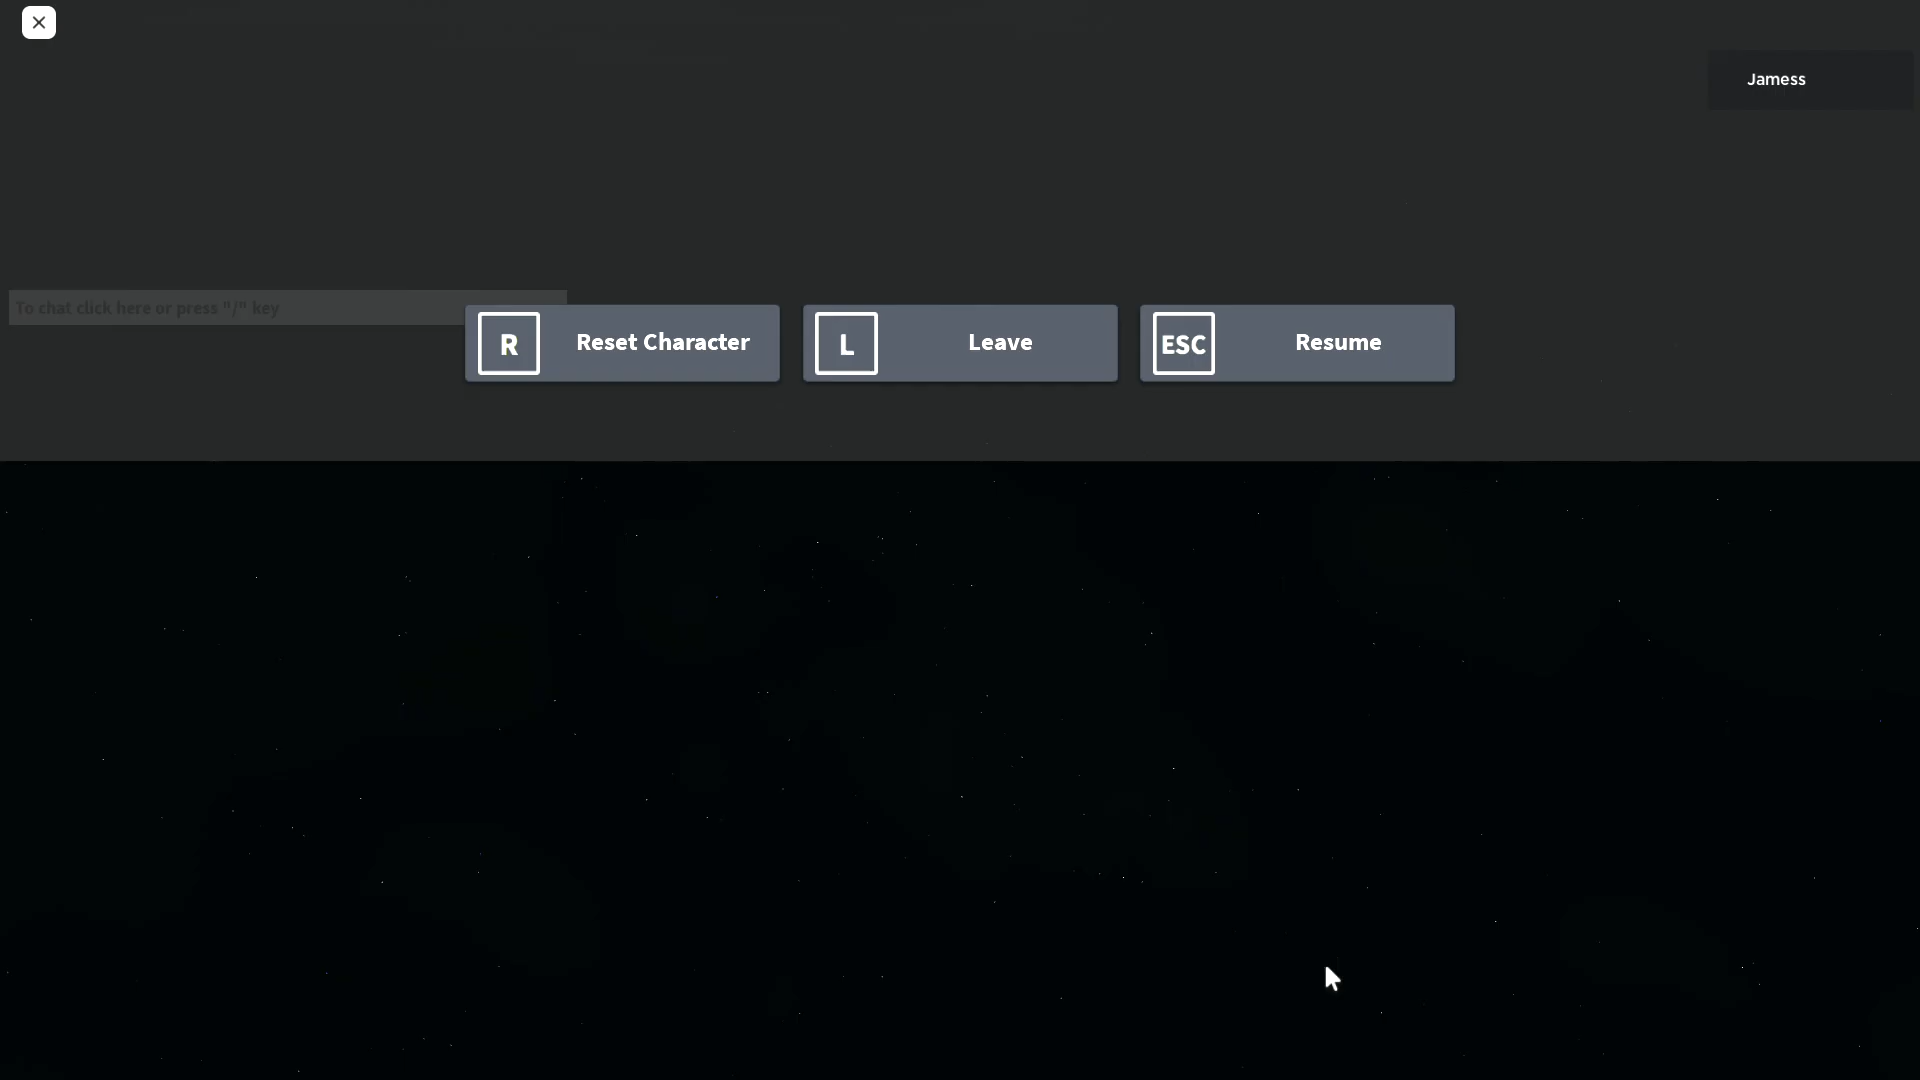 Jamess
To chat click here or press "/" key
R Reset Character
L Leave
ESC Resume